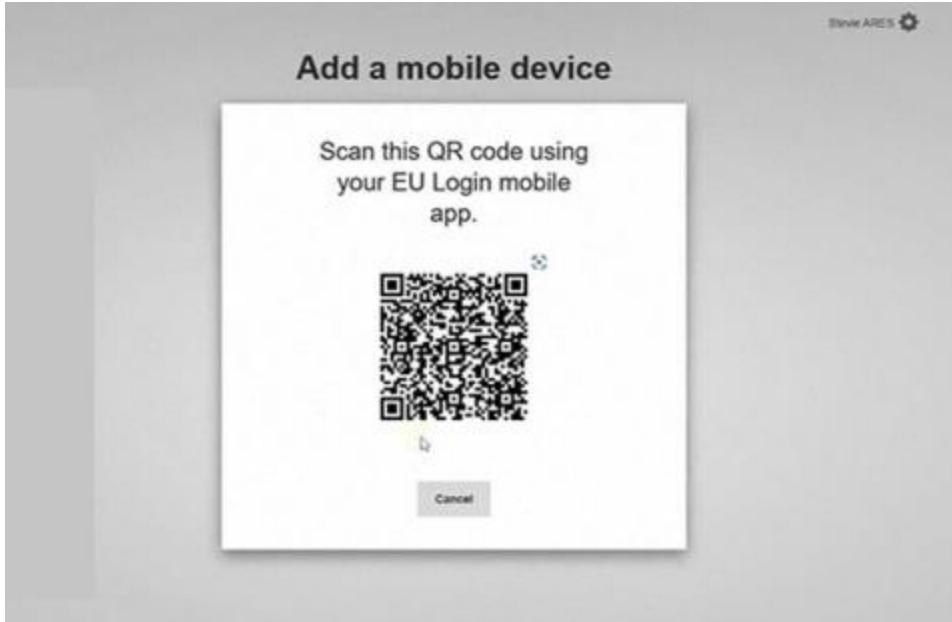 Stevie ARES
Add a mobile device
Scan this QR code using
your EU Login mobile
app.
Cancel